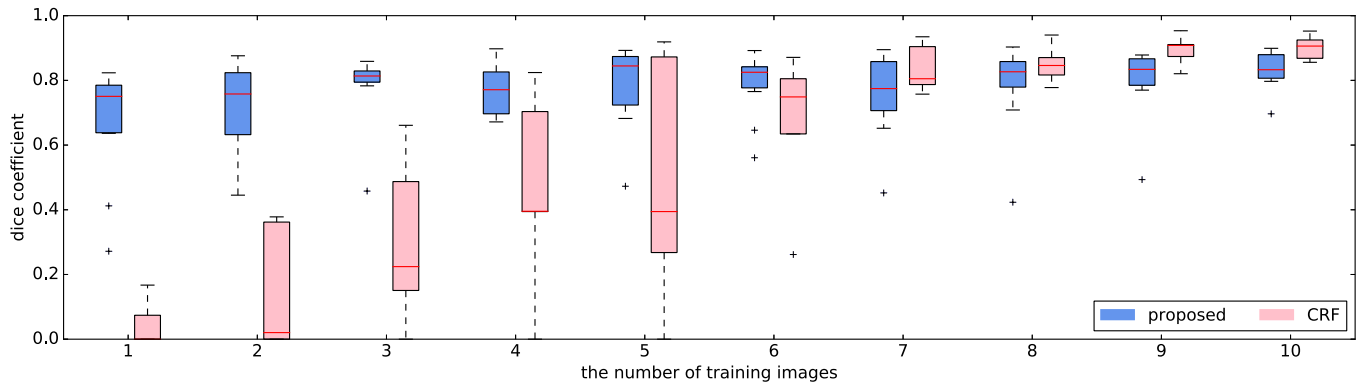 1.0
0.8
0.6
0.4
0.2
0.0
dice coefficient
proposed CRF
1 2 3 4 5 6 7 8 9 10
the number of training images